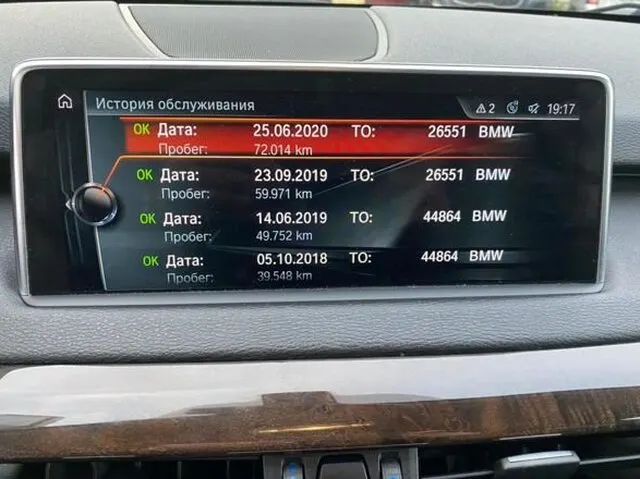 История обслуживания 2 19:17
OK Дата: 25.06.2020 ТО: 26551 BMW
Пробег: 72.014 km
OK Дата: 23.09.2019 ТО: 26551 BMW
Пробег: 59.971 km
OK Дата: 14.06.2019 ТО: 44864 BMW
Пробег: 49.752 km
OK Дата: 05.10.2018 ТО: 44864 BMW
Пробег: 39.548 km